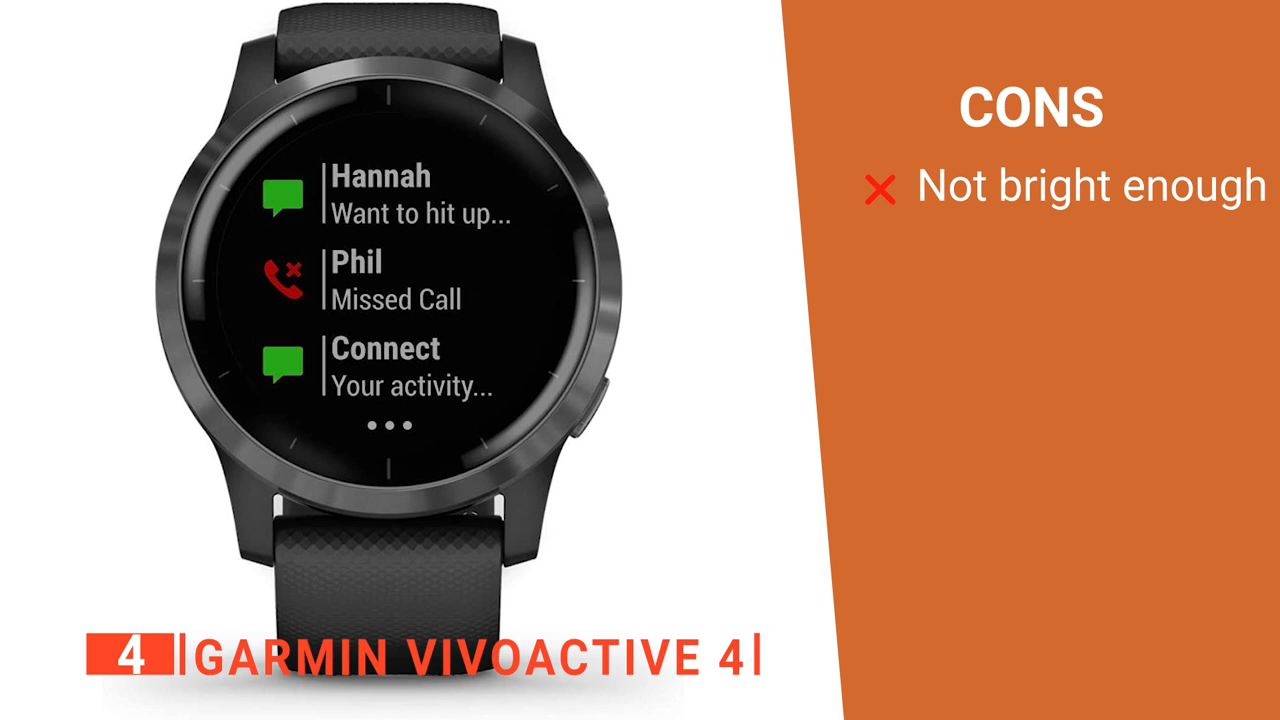 Hannah
Want to hit up...
Phil
Missed Call
Connect
Your activity...
CONS
Not bright enough
4
GARMIN VIVOACTIVE 4